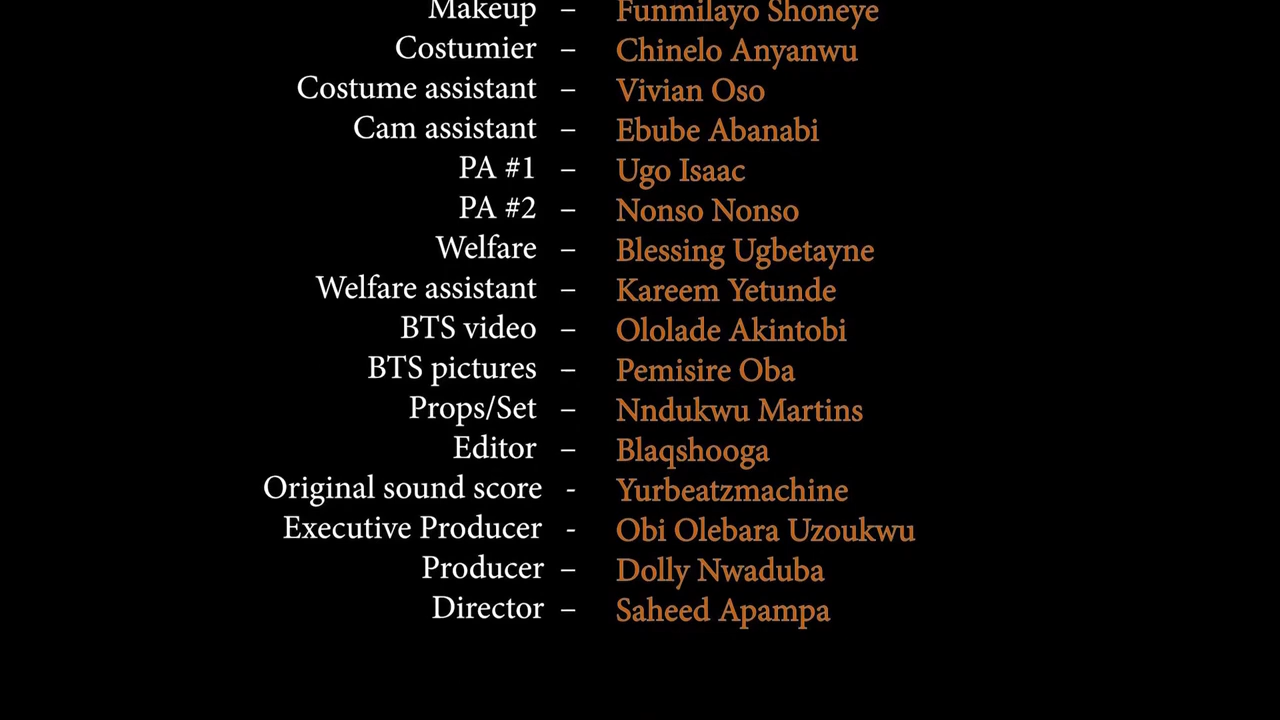 Makeup – Funmilayo Shoneye
Costumier – Chinelo Anyanwu
Costume assistant – Vivian Oso
Cam assistant – Ebube Abanabi
PA #1 – Ugo Isaac
PA #2 – Nonso Nonso
Welfare – Blessing Ugbetayne
Welfare assistant – Kareem Yetunde
BTS video – Ololade Akintobi
BTS pictures – Pemisire Oba
Props/Set – Nndukwu Martins
Editor – Blaqshooga
Original sound score - Yurbeatzmachine
Executive Producer - Obi Olebara Uzoukwu
Producer – Dolly Nwaduba
Director – Saheed Apampa